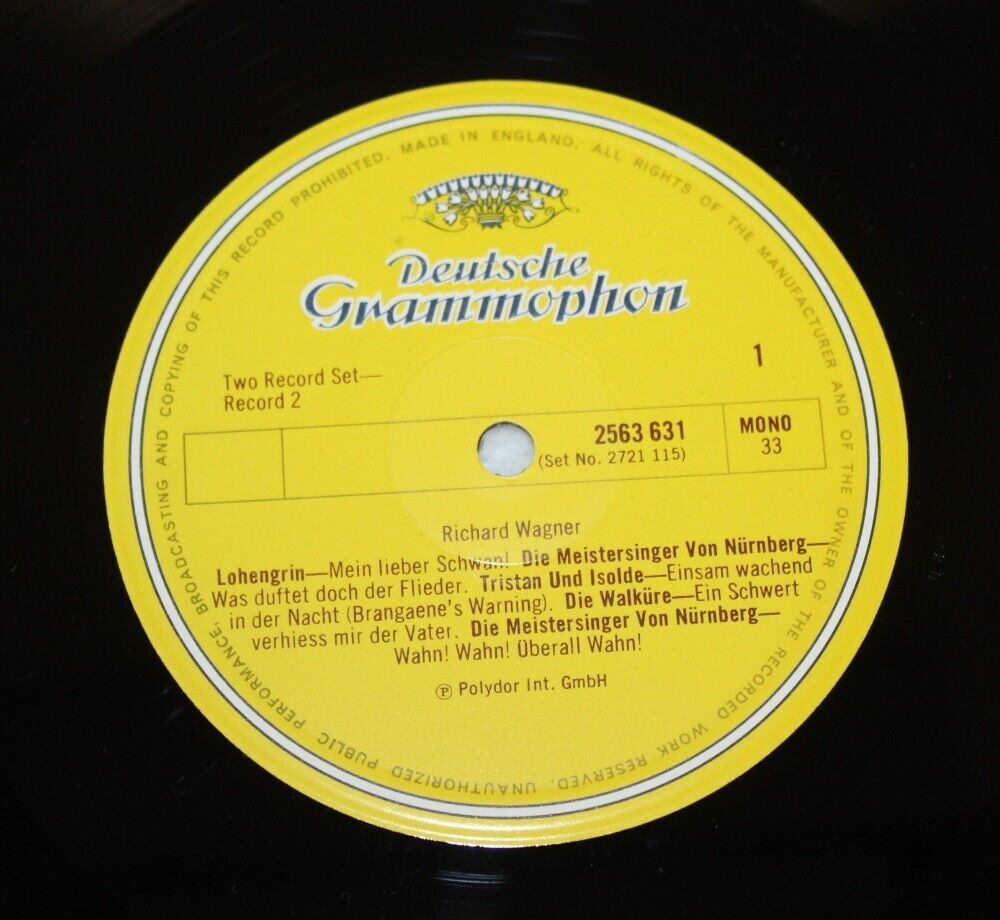 Deutsche
Grammophon
Two Record Set—
Record 2
1
2563 631
(Set No. 2721 115)
MONO
33
Richard Wagner
Lohengrin—Mein lieber Schwan! Die Meistersinger Von Nürnberg—
Was duftet doch der Flieder. Tristan Und Isolde—Einsam wachend
in der Nacht (Brangaene's Warning). Die Walküre—Ein Schwert
verhiess mir der Vater. Die Meistersinger Von Nürnberg—
Wahn! Wahn! Überall Wahn!
℗ Polydor Int. GmbH
MADE IN ENGLAND. ALL RIGHTS OF THE MANUFACTURER AND OF THE OWNER OF THE RECORDED WORK RESERVED. UNAUTHORIZED PUBLIC PERFORMANCE, BROADCASTING AND COPYING OF THIS RECORD PROHIBITED.